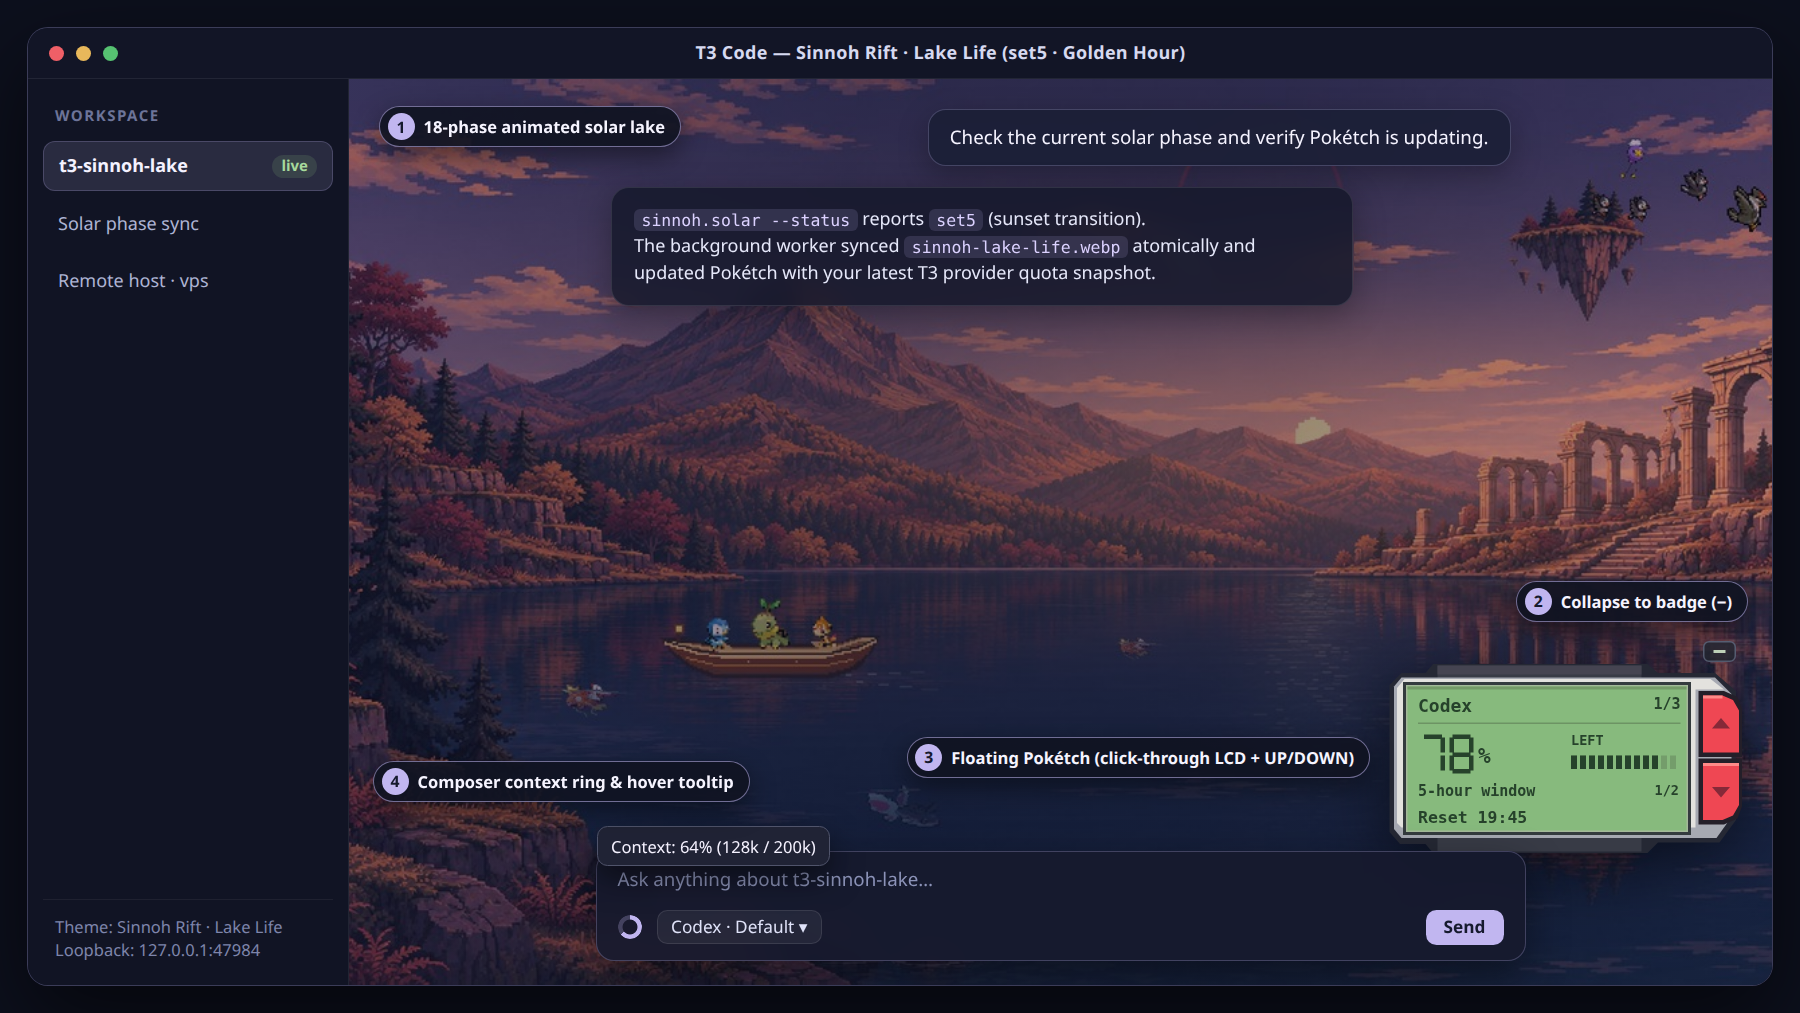 T3 Code — Sinnoh Rift · Lake Life (set5 · Golden Hour)
WORKSPACE
t3-sinnoh-lake live
Solar phase sync
Remote host · vps
Theme: Sinnoh Rift · Lake Life
Loopback: 127.0.0.1:47984
1 18-phase animated solar lake
Check the current solar phase and verify Pokétch is updating.
sinnoh.solar --status reports set5 (sunset transition).
The background worker synced sinnoh-lake-life.webp atomically and
updated Pokétch with your latest T3 provider quota snapshot.
2 Collapse to badge (−)
−
Codex 1/3
78% LEFT
5-hour window 1/2
Reset 19:45
3 Floating Pokétch (click-through LCD + UP/DOWN)
4 Composer context ring & hover tooltip
Context: 64% (128k / 200k)
Ask anything about t3-sinnoh-lake...
Codex · Default ▾
Send